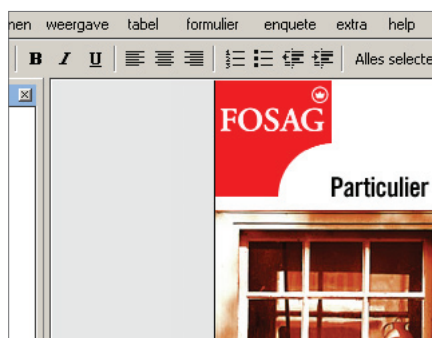 nen weergave tabel formulier enquete extra help
B I U Alles selecte
FOSAG
Particulier